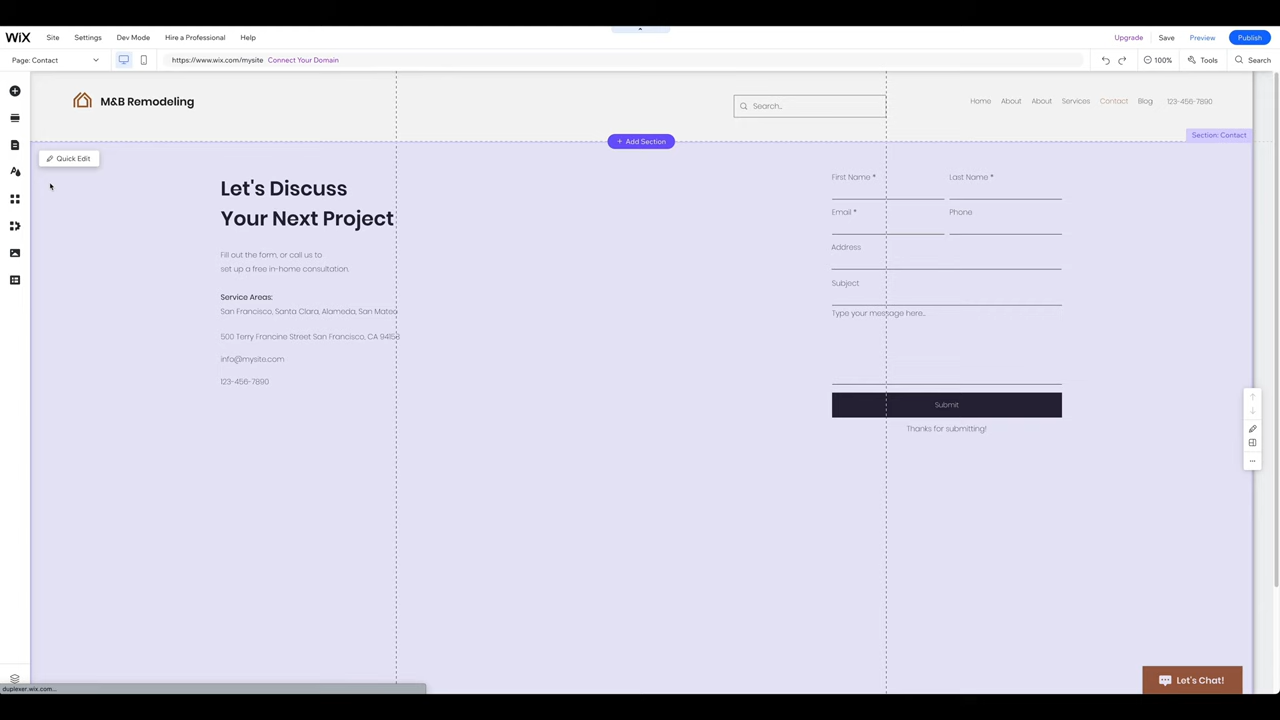 WiX Site Settings Dev Mode Hire a Professional Help Upgrade Save Preview Publish
Page: Contact https://www.wix.com/mysite Connect Your Domain 100% Tools Search
M&B Remodeling Search... Home About About Services Contact Blog 123-456-7890
+ Add Section
Section: Contact
Quick Edit
Let's Discuss
Your Next Project
Fill out the form, or call us to
set up a free in-home consultation.
Service Areas:
San Francisco, Santa Clara, Alameda, San Mateo
500 Terry Francine Street San Francisco, CA 94158
info@mysite.com
123-456-7890
First Name * Last Name *
Email * Phone
Address
Subject
Type your message here...
Submit
Thanks for submitting!
Let's Chat!
duplexer.wix.com...